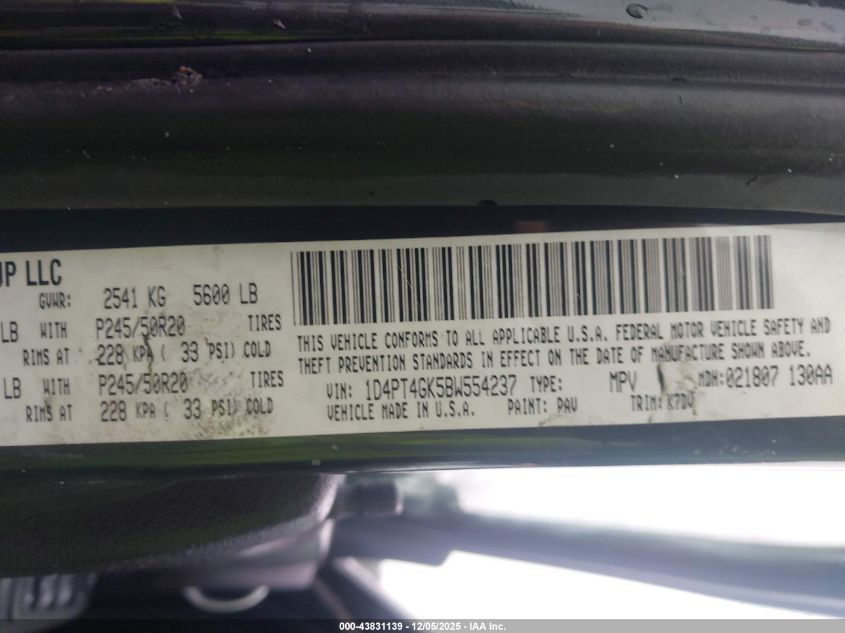 UP LLC
GVWR: 2541 KG 5600 LB
LB WITH P245/50R20 TIRES
RIMS AT 228 KPA ( 33 PSI) COLD
LB WITH P245/50R20 TIRES
RIMS AT 228 KPA ( 33 PSI) COLD
THIS VEHICLE CONFORMS TO ALL APPLICABLE U.S.A. FEDERAL MOTOR VEHICLE SAFETY AND
THEFT PREVENTION STANDARDS IN EFFECT ON THE DATE OF MANUFACTURE SHOWN ABOVE.
VIN: 1D4PT4GK5BW554237 TYPE: MPV MDH:021807 130AA
VEHICLE MADE IN U.S.A. PAINT: PAV TRIM: K7DV
000-43831139 - 12/05/2025 - IAA Inc.